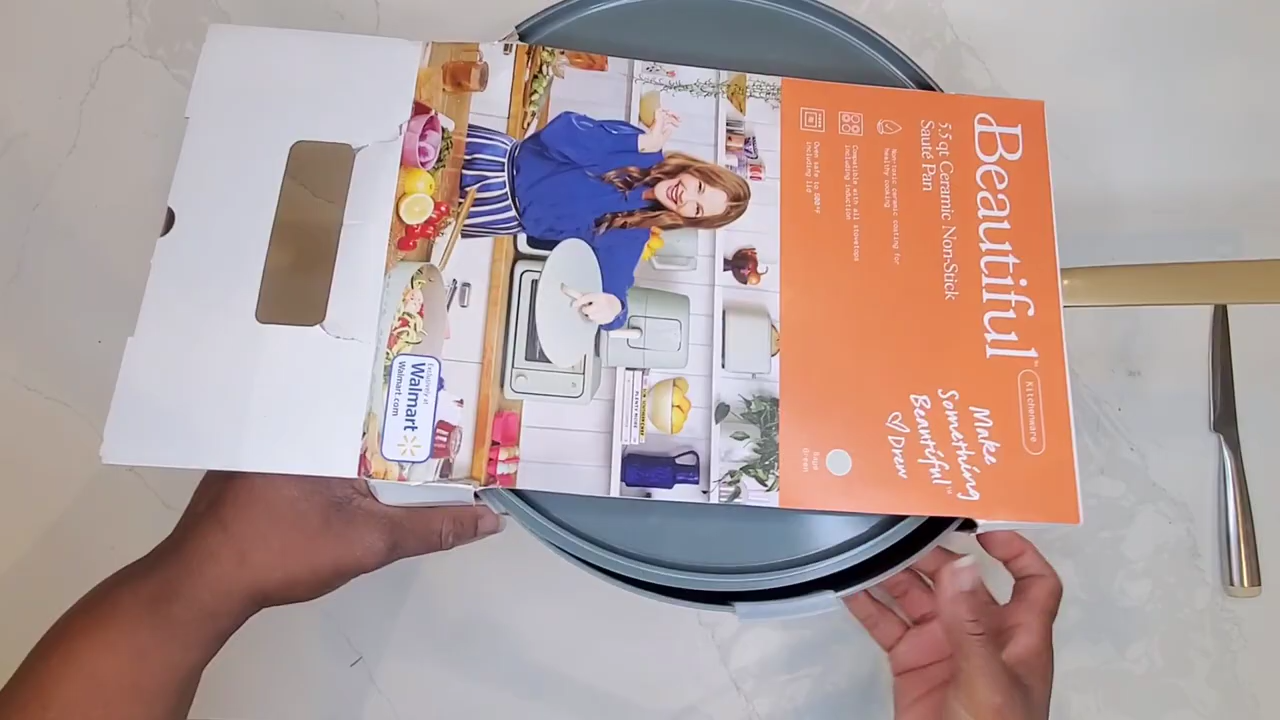 Beautiful™
Kitchenware
5.5 qt Ceramic Non-Stick
Sauté Pan
Non-toxic ceramic coating for
healthy cooking
Compatible with all stovetops
including induction
Oven safe to 500°F
including lid
Make
Something
Beautiful™
Drew
Sage
Green
Exclusively at
Walmart
Walmart.com